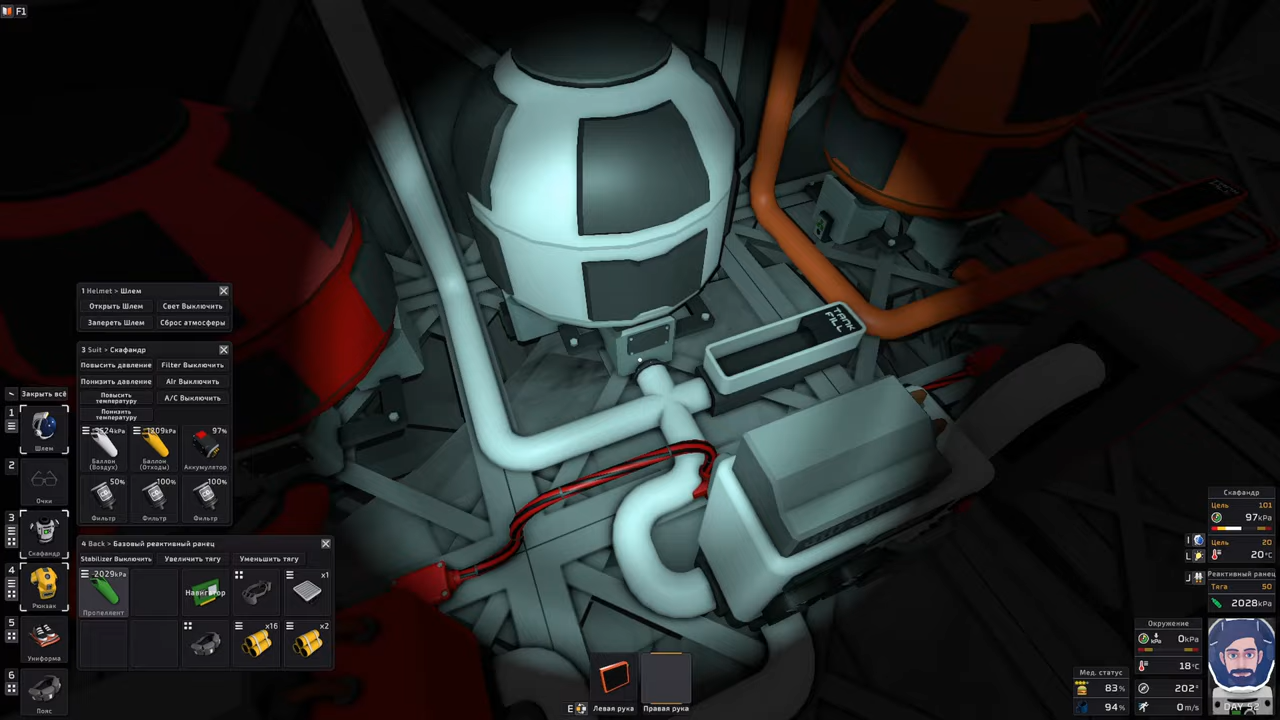 F1
TANK
FILL
TANK
FILL
1 Helmet > Шлем
Открыть Шлем
Свет Выключить
Запереть Шлем
Сброс атмосферы
3 Suit > Скафандр
Повысить давление
Filter Выключить
Понизить давление
Air Выключить
Повысить
температуру
A/C Выключить
Понизить
температуру
97%
Баллон
(Воздух)
Баллон
(Отходы)
Аккумулятор
50%
100%
100%
Фильтр
Фильтр
Фильтр
4 Back > Базовый реактивный ранец
Stabilizer Выключить
Увеличить тягу
Уменьшить тягу
2029kPa
Навигатор
x1
Пропеллент
x16
x2
Закрыть всё
1
Шлем
2
Очки
3
Скафандр
4
Рюкзак
5
Униформа
6
Пояс
E
Левая рука
Правая рука
Скафандр
Цель 101
97kPa
Цель 20
20°C
I
L
J
Реактивный ранец
Тяга 50
2028kPa
Окружение
kPa
0kPa
18°C
202°
0m/s
Мед. статус
83%
94%
DAY 52